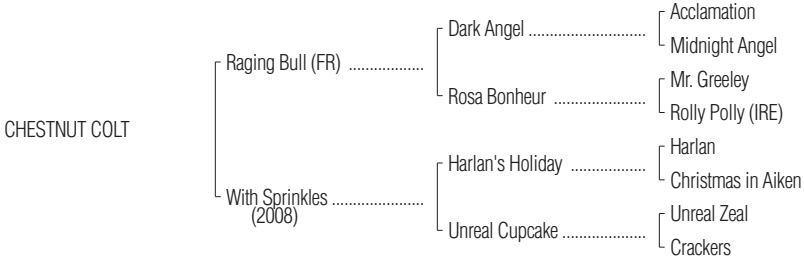 Acclamation
Dark Angel ...........................
Midnight Angel
Raging Bull (FR) ..................
Mr. Greeley
Rosa Bonheur ......................
Rolly Polly (IRE)
CHESTNUT COLT
Harlan
Harlan's Holiday ..................
Christmas in Aiken
With Sprinkles ......................
(2008)
Unreal Zeal
Unreal Cupcake ....................
Crackers